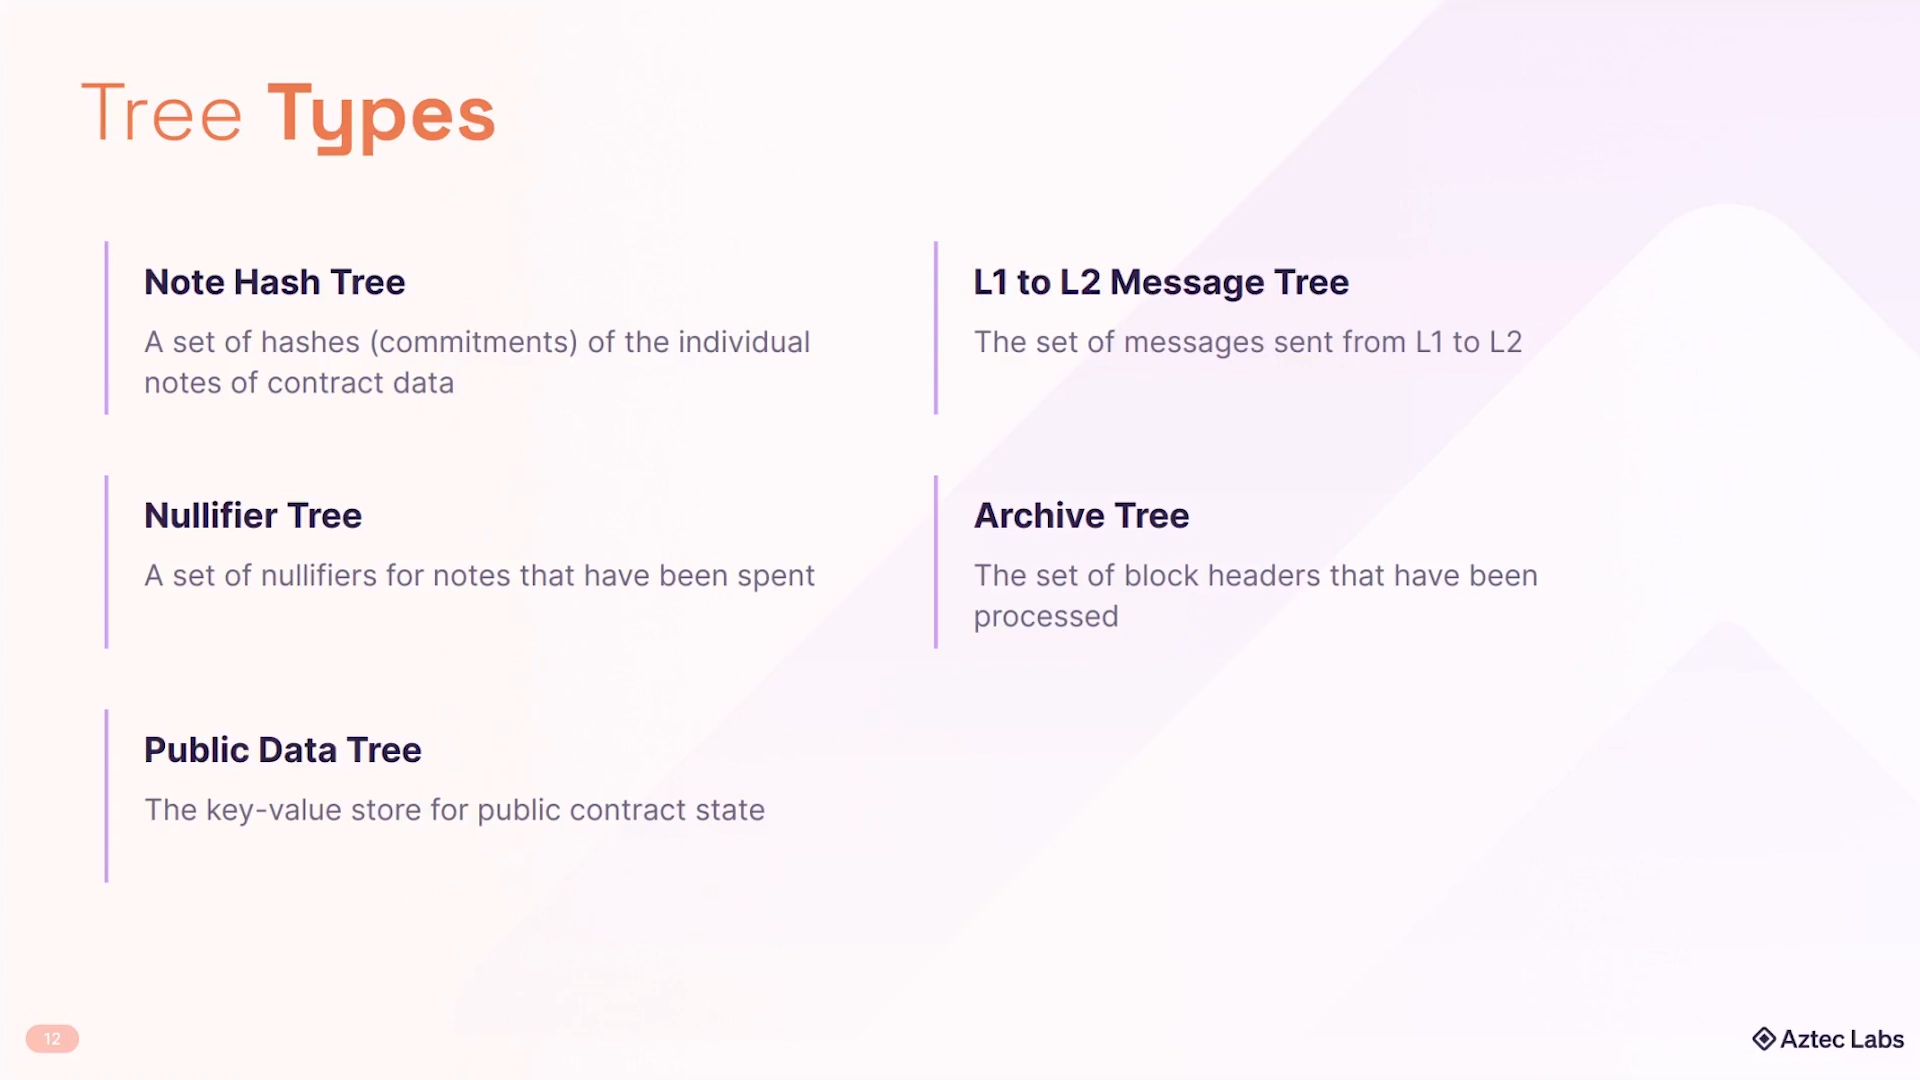 Tree Types
Note Hash Tree
A set of hashes (commitments) of the individual
notes of contract data
Nullifier Tree
A set of nullifiers for notes that have been spent
Public Data Tree
The key-value store for public contract state
L1 to L2 Message Tree
The set of messages sent from L1 to L2
Archive Tree
The set of block headers that have been
processed
12
Aztec Labs